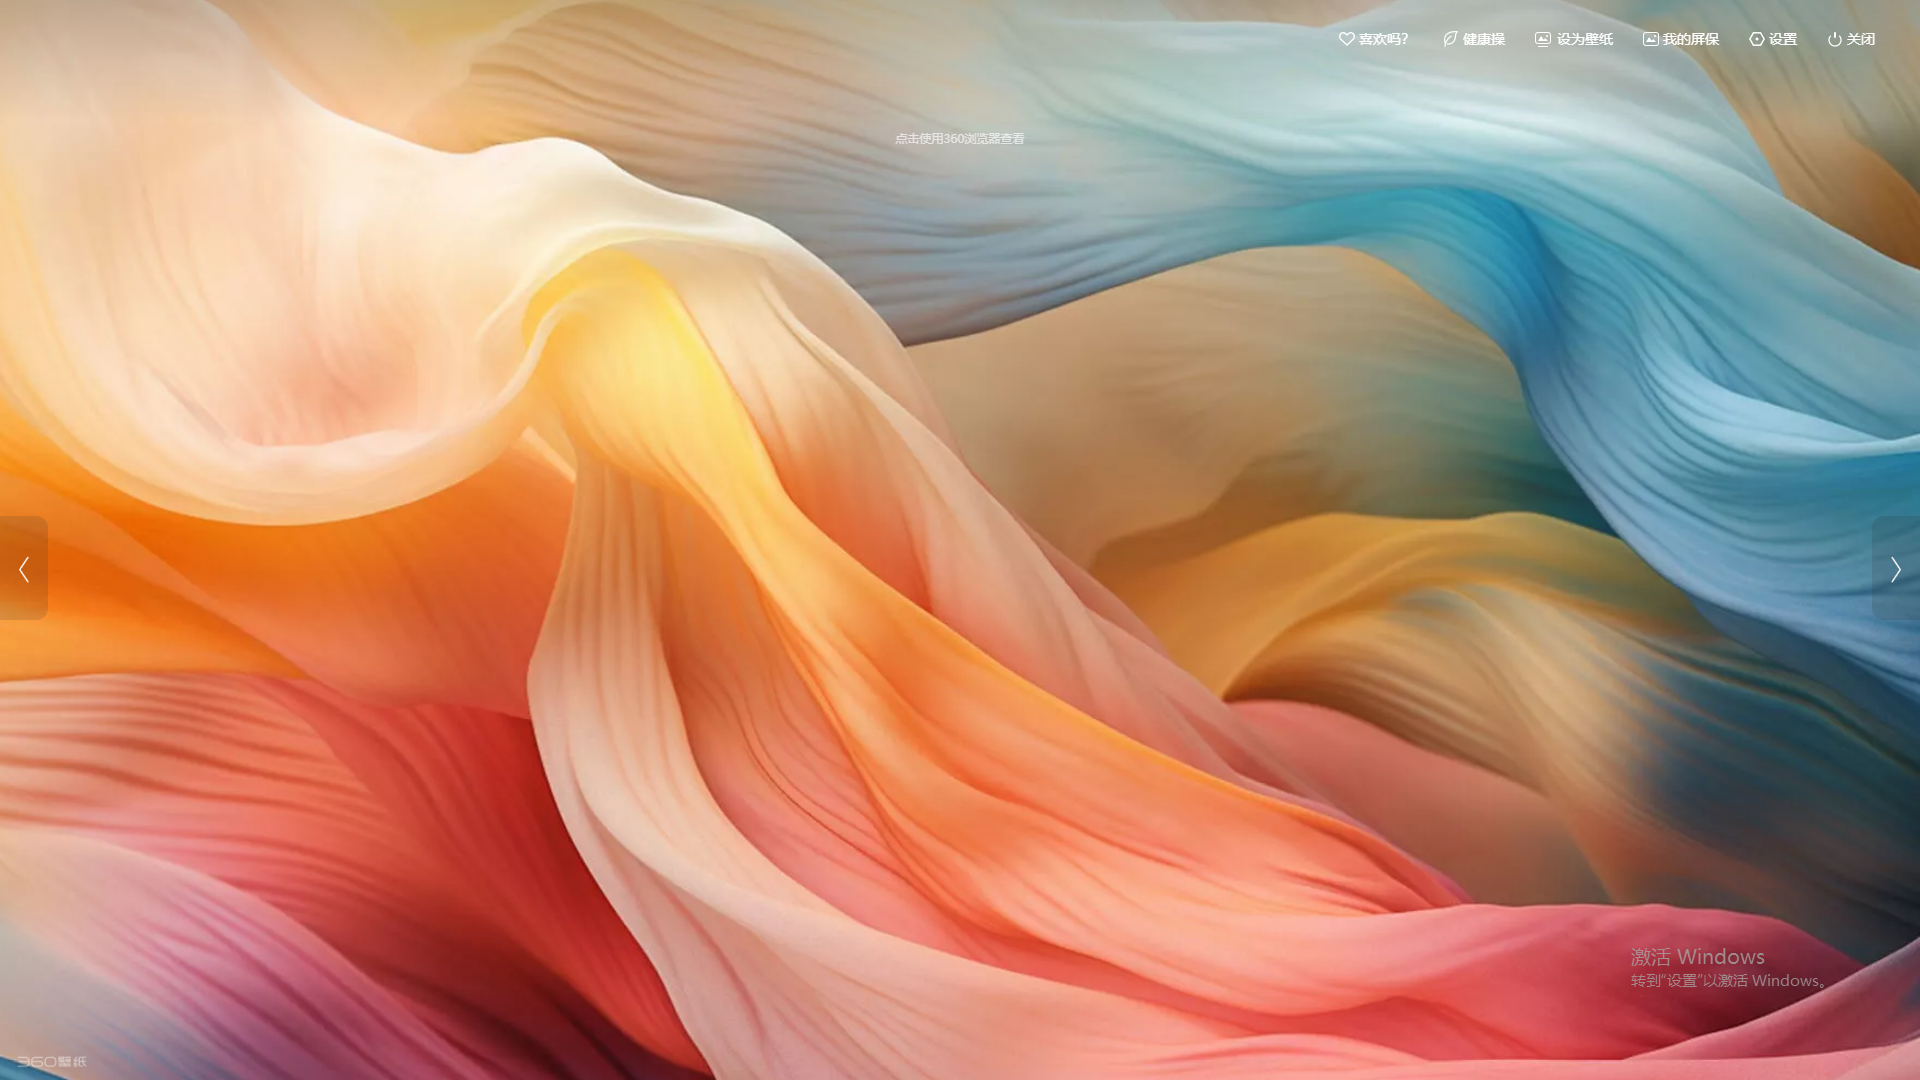 喜欢吗?
健康操
设为壁纸
我的屏保
设置
关闭
点击使用360浏览器查看
激活 Windows
转到"设置"以激活 Windows。
360壁纸